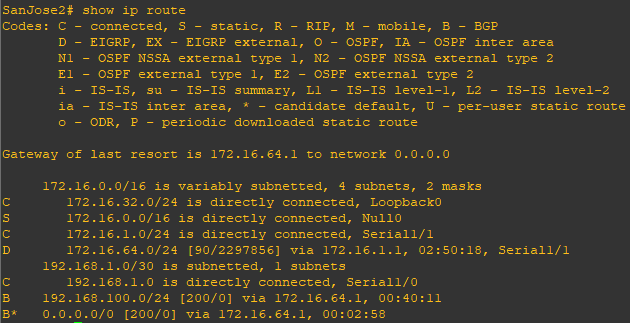 SanJose2# show ip route
Codes: C - connected, S - static, R - RIP, M - mobile, B - BGP
       D - EIGRP, EX - EIGRP external, O - OSPF, IA - OSPF inter area
       N1 - OSPF NSSA external type 1, N2 - OSPF NSSA external type 2
       E1 - OSPF external type 1, E2 - OSPF external type 2
       i - IS-IS, su - IS-IS summary, L1 - IS-IS level-1, L2 - IS-IS level-2
       ia - IS-IS inter area, * - candidate default, U - per-user static route
       o - ODR, P - periodic downloaded static route
Gateway of last resort is 172.16.64.1 to network 0.0.0.0
     172.16.0.0/16 is variably subnetted, 4 subnets, 2 masks
C       172.16.32.0/24 is directly connected, Loopback0
S       172.16.0.0/16 is directly connected, Null0
C       172.16.1.0/24 is directly connected, Serial1/1
D       172.16.64.0/24 [90/2297856] via 172.16.1.1, 02:50:18, Serial1/1
     192.168.1.0/30 is subnetted, 1 subnets
C       192.168.1.0 is directly connected, Serial1/0
B    192.168.100.0/24 [200/0] via 172.16.64.1, 00:40:11
B*   0.0.0.0/0 [200/0] via 172.16.64.1, 00:02:58